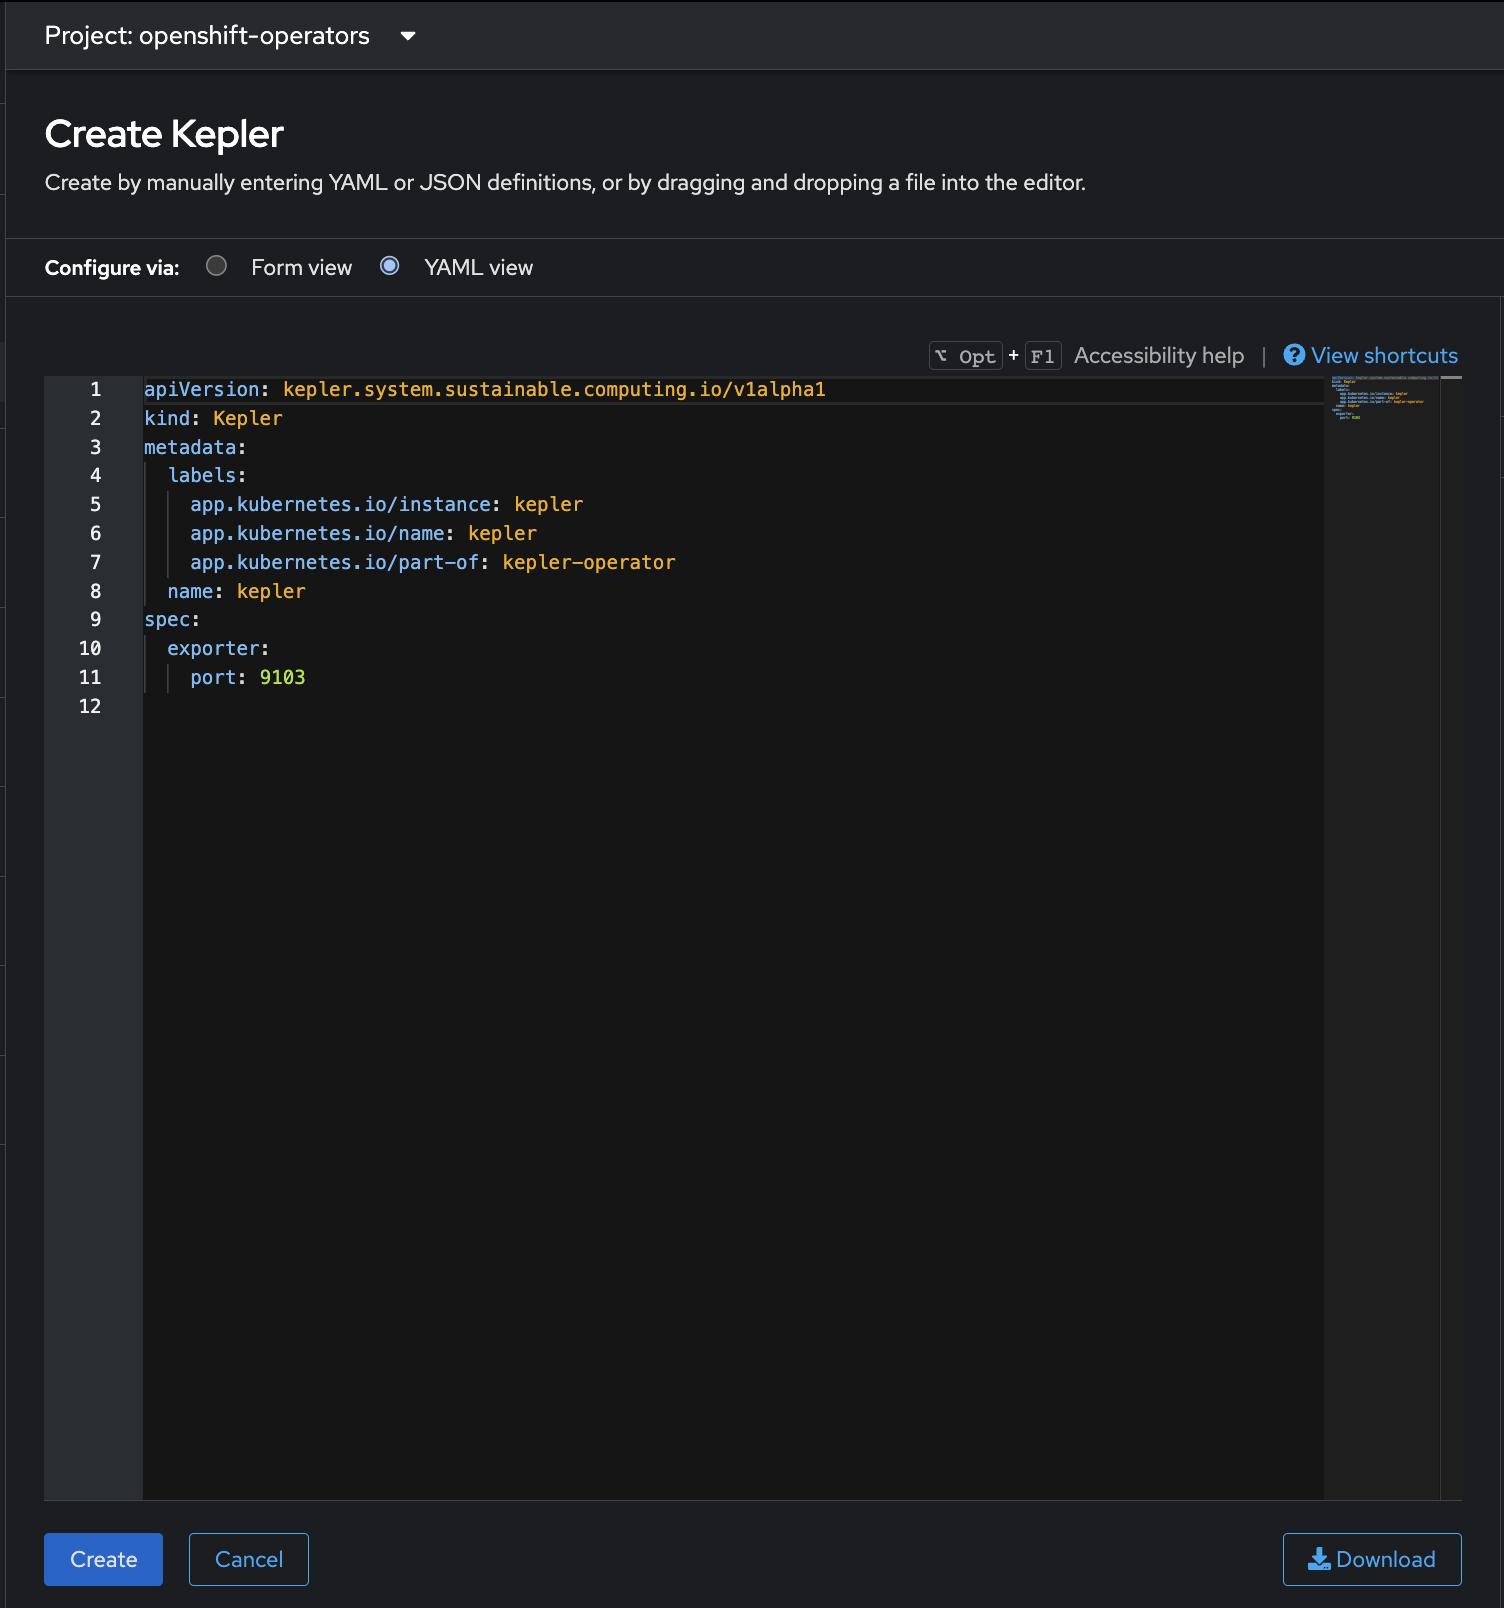 Project: openshift-operators
Create Kepler
Create by manually entering YAML or JSON definitions, or by dragging and dropping a file into the editor.
Configure via: Form view YAML view
⌥ Opt + F1 Accessibility help | View shortcuts
1 apiVersion: kepler.system.sustainable.computing.io/v1alpha1
2 kind: Kepler
3 metadata:
4   labels:
5     app.kubernetes.io/instance: kepler
6     app.kubernetes.io/name: kepler
7     app.kubernetes.io/part-of: kepler-operator
8   name: kepler
9 spec:
10   exporter:
11     port: 9103
12
Create Cancel Download